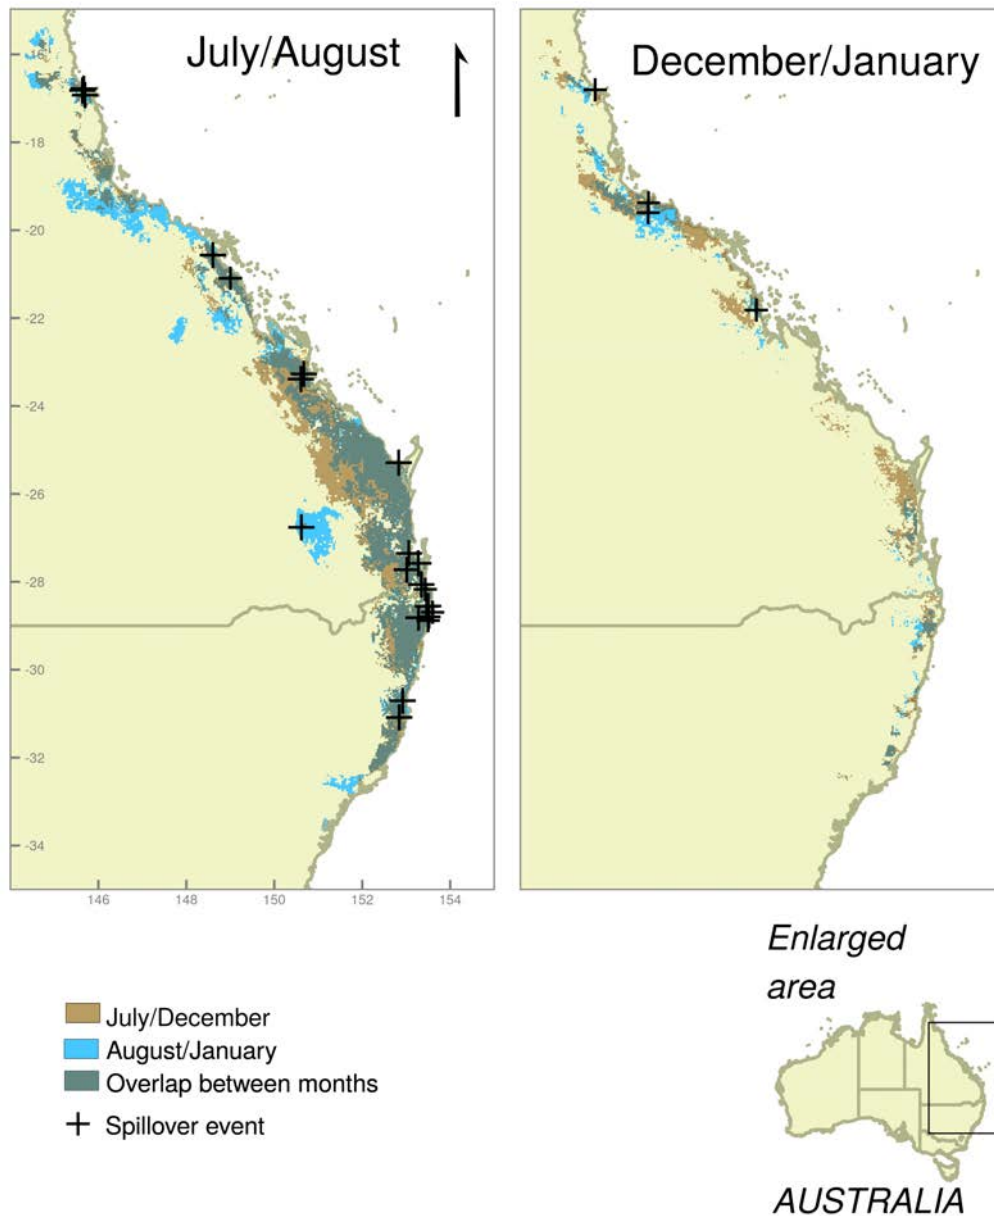 July/August
December/January
-16
-18
-20
-22
-24
-26
-28
-30
-32
-34
146
148
150
152
154
Enlarged
area
July/December
August/January
Overlap between months
Spillover event
AUSTRALIA